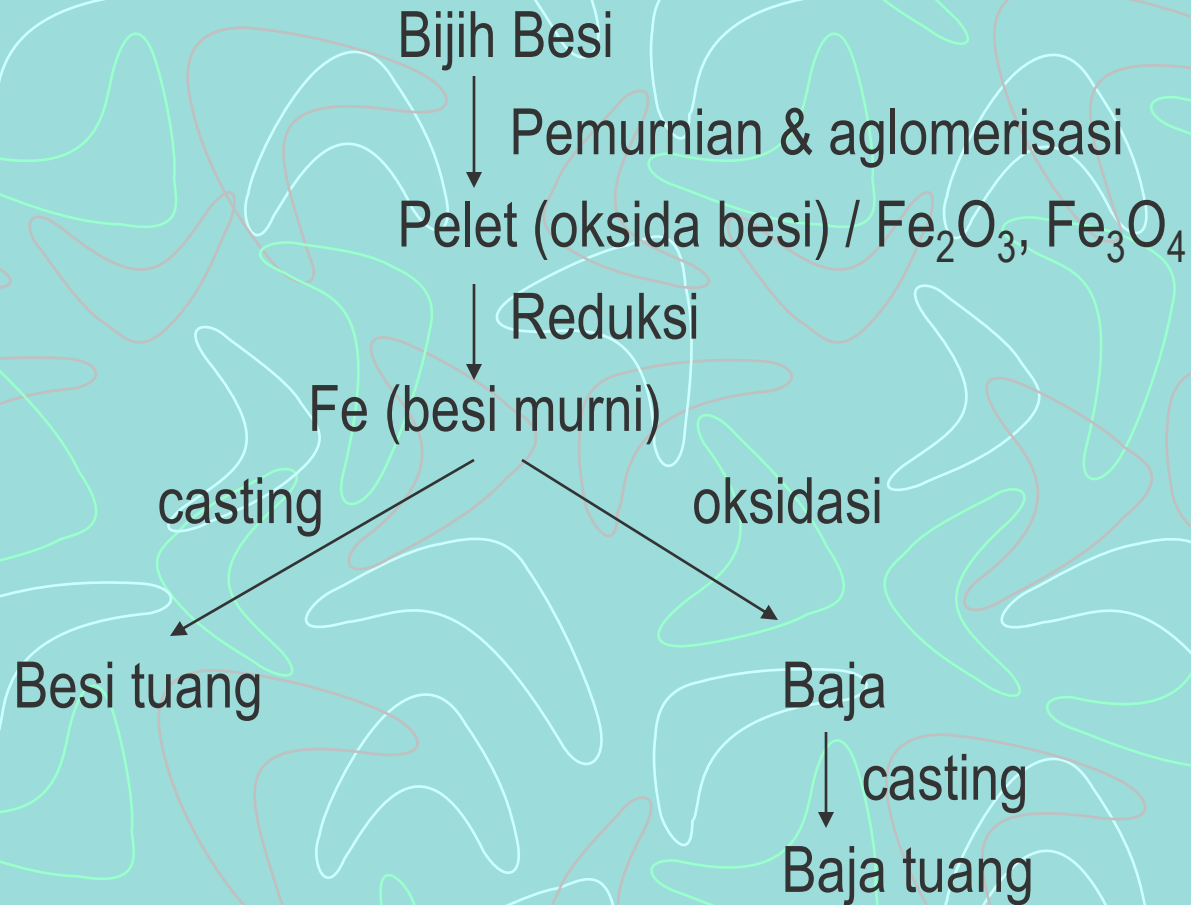 Bijih Besi
Pemurnian & aglomerisasi
Pelet (oksida besi) / Fe₂O₃, Fe₃O₄
Reduksi
Fe (besi murni)
casting
oksidasi
Besi tuang
Baja
casting
Baja tuang